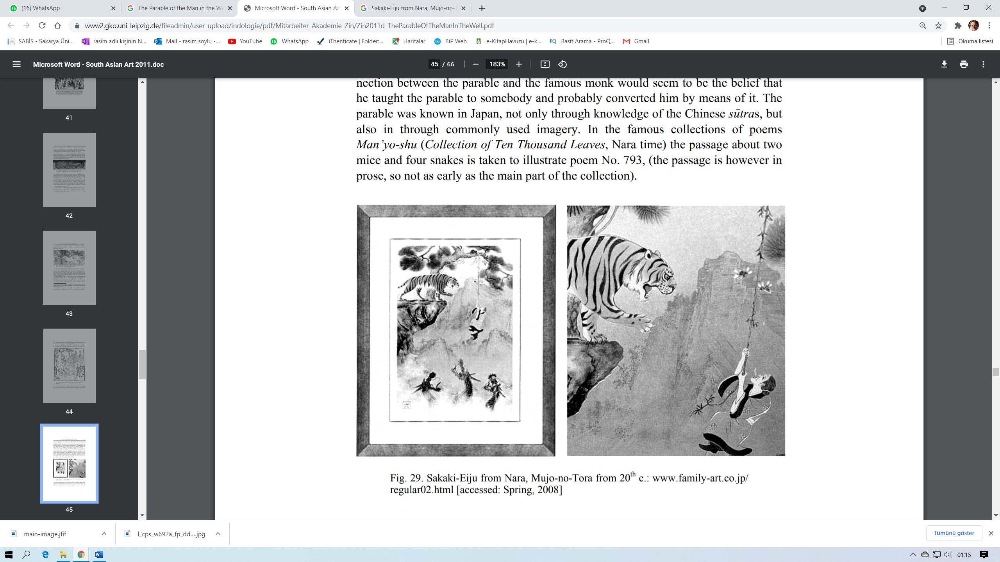 (16) WhatsApp
The Parable of the Man in the We
Microsoft Word - South Asian Art
Sakaki-Eiju from Nara, Mujo-no-T
www2.gko.uni-leipzig.de/fileadmin/user_upload/indologie/pdf/Mitarbeiter_Akademie_Zin/Zin2011d_TheParableOfTheManInTheWell.pdf
SABİS - Sakarya Üni... rasim adlı kişinin N... Mail - rasim soylu -... YouTube WhatsApp iThenticate | Folder:... Haritalar BiP Web e-KitapHavuzu | e-k... Basit Arama - ProQ... Gmail Okuma listesi
Microsoft Word - South Asian Art 2011.doc 45 / 66 183%
41
42
43
44
45
nection between the parable and the famous monk would seem to be the belief that
he taught the parable to somebody and probably converted him by means of it. The
parable was known in Japan, not only through knowledge of the Chinese sūtras, but
also in through commonly used imagery. In the famous collections of poems
Man’yo-shu (Collection of Ten Thousand Leaves, Nara time) the passage about two
mice and four snakes is taken to illustrate poem No. 793, (the passage is however in
prose, so not as early as the main part of the collection).
Fig. 29. Sakaki-Eiju from Nara, Mujo-no-Tora from 20th c.: www.family-art.co.jp/
regular02.html [accessed: Spring, 2008]
main-image.jfif
l_cps_w692a_fp_dd....jpg
Tümünü göster
01:15